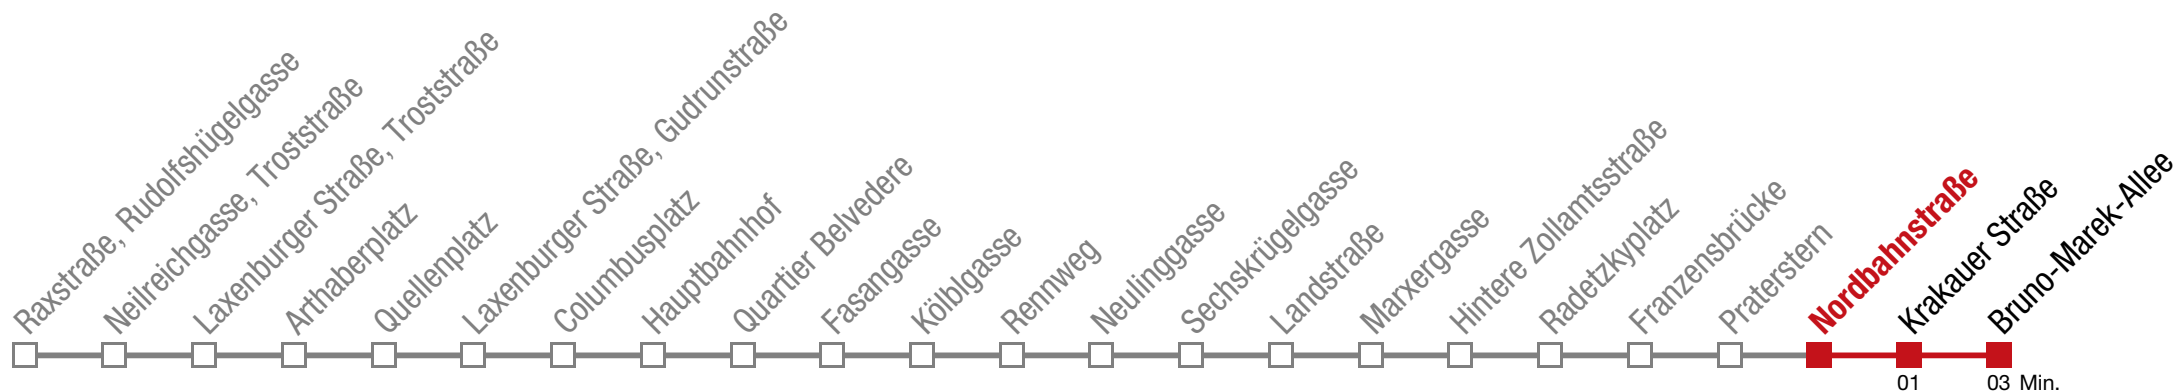 Raxstraße, Rudolfshügelgasse
Neilreichgasse, Troststraße
Laxenburger Straße, Troststraße
Arthaberplatz
Quellenplatz
Laxenburger Straße, Gudrunstraße
Columbusplatz
Hauptbahnhof
Quartier Belvedere
Fasangasse
Kölblgasse
Rennweg
Neulinggasse
Sechskrügelgasse
Landstraße
Marxergasse
Hintere Zollamtsstraße
Radetzkyplatz
Franzensbrücke
Praterstern
Nordbahnstraße
Krakauer Straße
Bruno-Marek-Allee
01
03 Min.